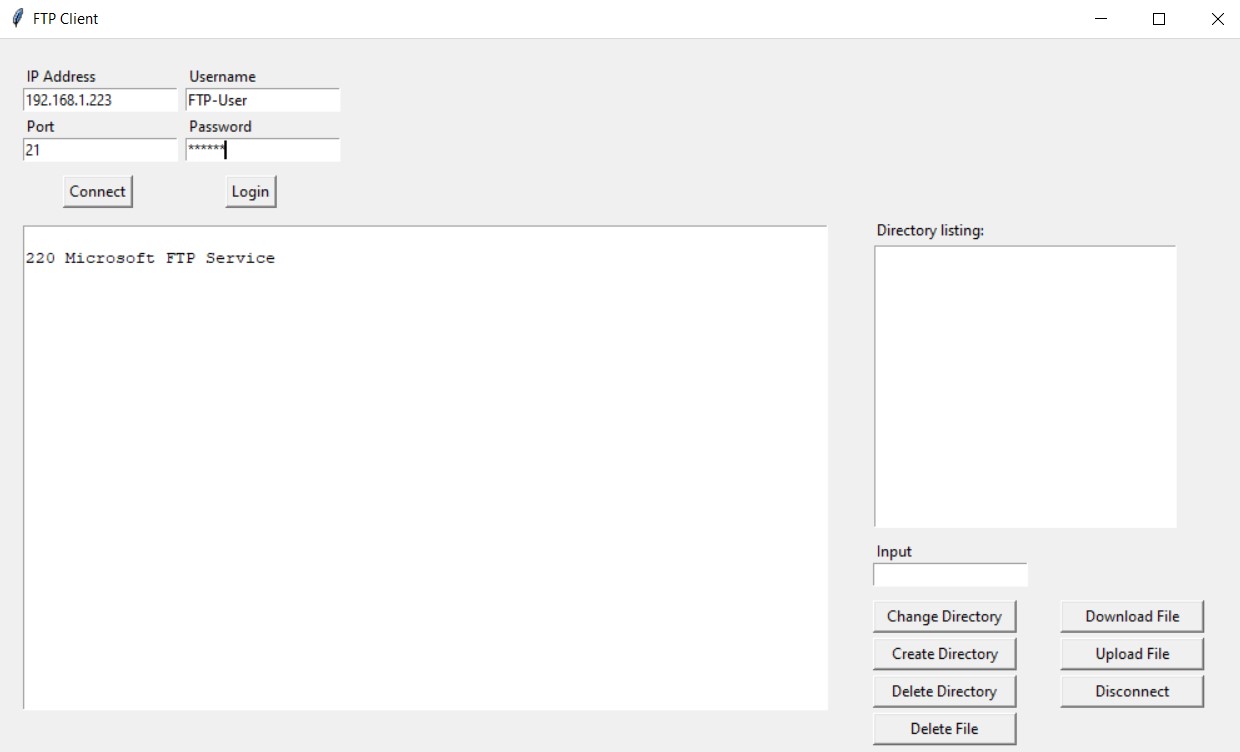 FTP Client
IP Address Username
192.168.1.223 FTP-User
Port Password
21 ******
Connect Login
220 Microsoft FTP Service
Directory listing:
Input
Change Directory Download File
Create Directory Upload File
Delete Directory Disconnect
Delete File